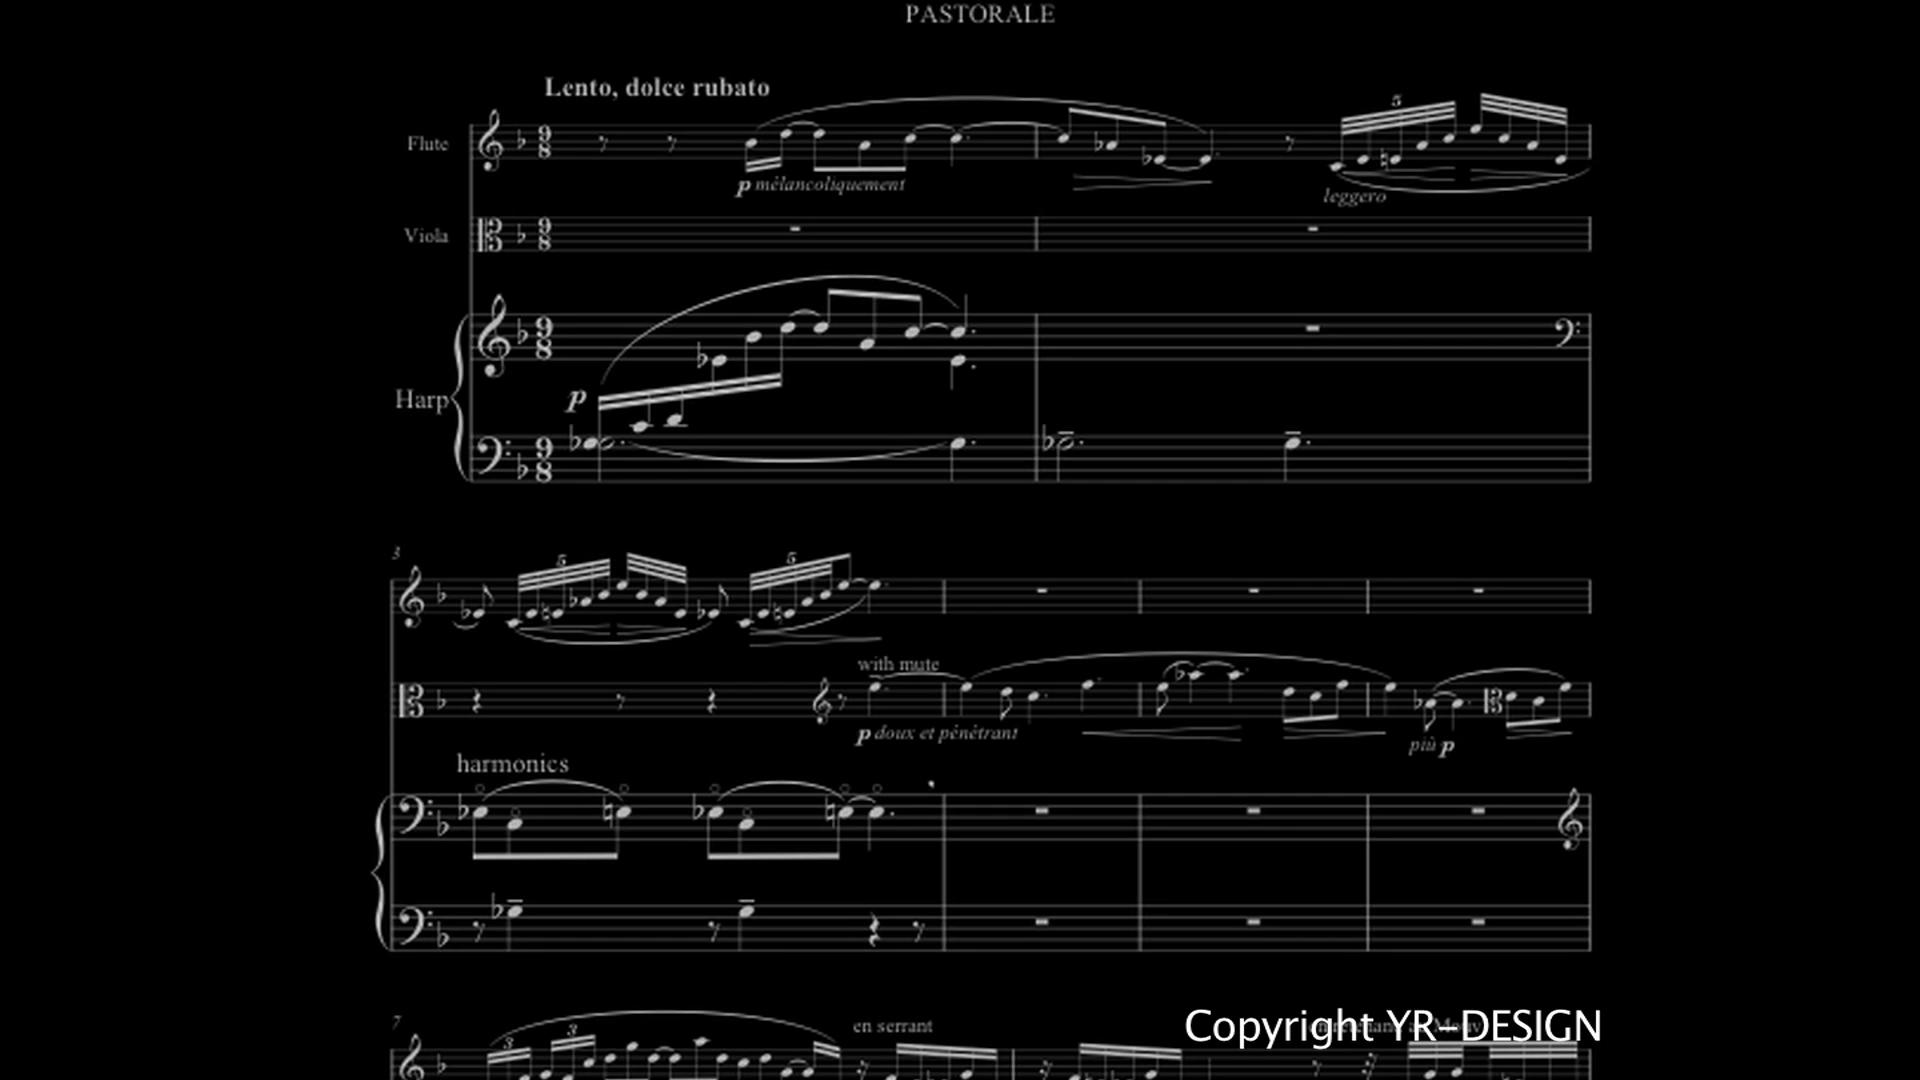 PASTORALE
Lento, dolce rubato
5
Flute
p mélancoliquement
leggero
Viola
Harp
p
3
5
5
with mute
p doux et pénétrant
più p
harmonics
7
3
3
en serrant
Copyright YR-DESIGN